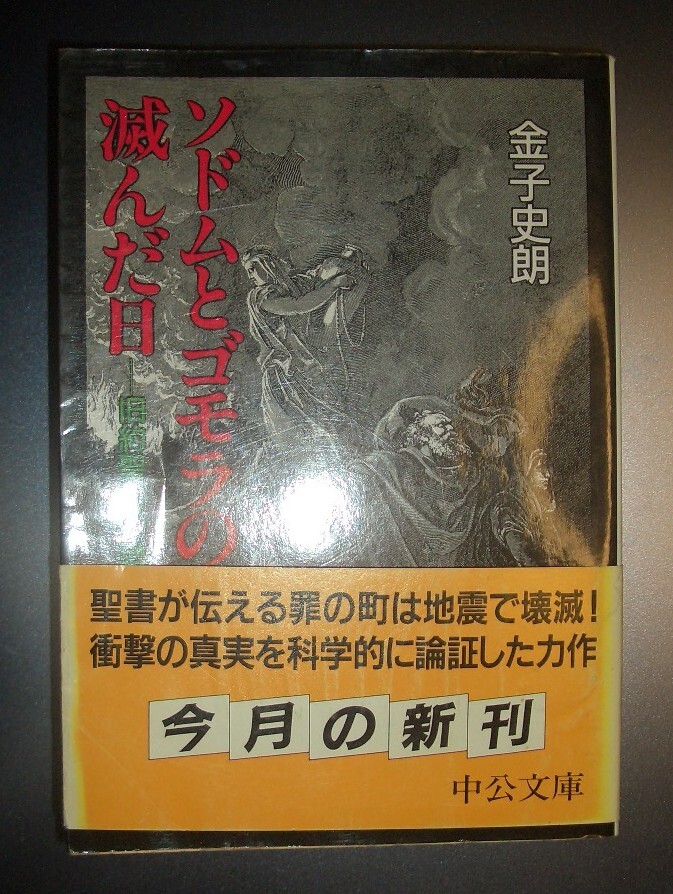 金子史朗
ソドムとゴモラの
滅んだ日
聖書が伝える罪の町は地震で壊滅！
衝撃の真実を科学的に論証した力作
今月の新刊
中公文庫